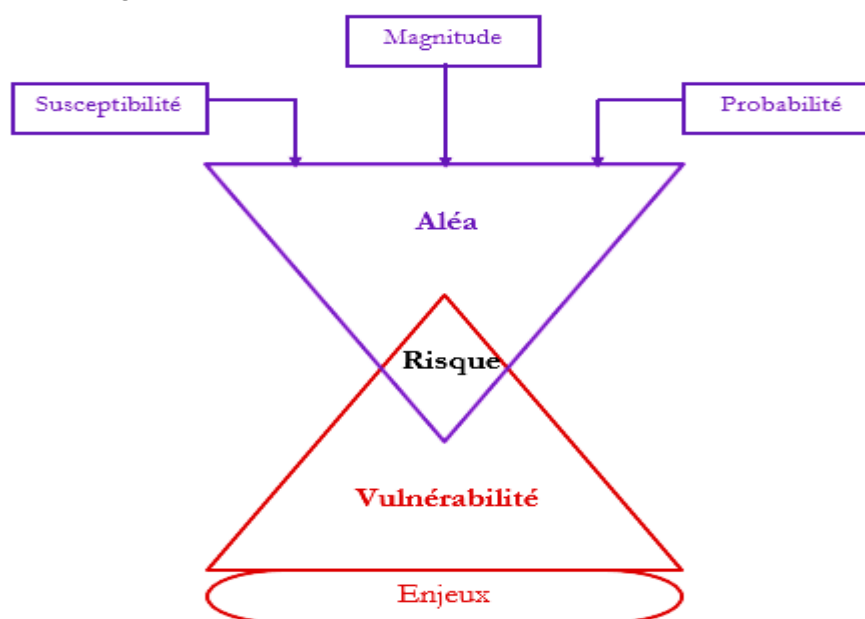 Magnitude
Susceptibilité
Probabilité
Aléa
Risque
Vulnérabilité
Enjeux